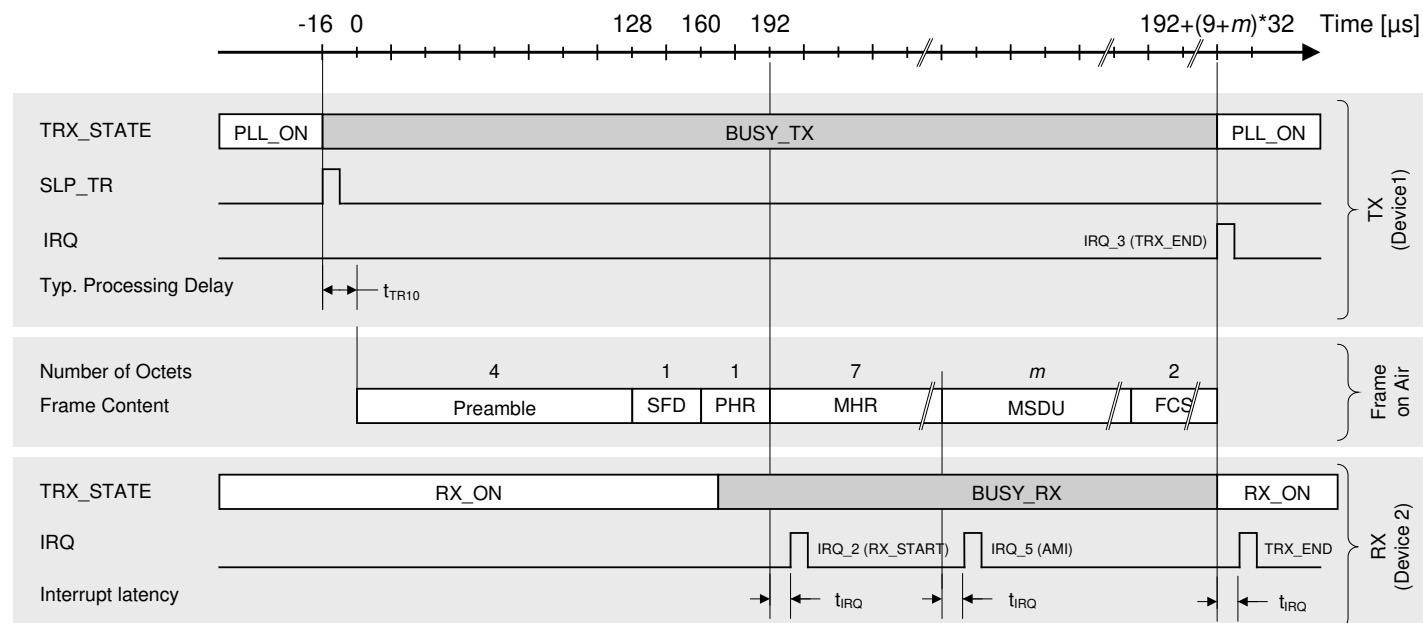 -16 0 128 160 192 192+(9+m)*32 Time [µs]
TRX_STATE PLL_ON BUSY_TX PLL_ON
SLP_TR
IRQ IRQ_3 (TRX_END)
Typ. Processing Delay tTR10
TX
(Device1)
Number of Octets 4 1 1 7 m 2
Frame Content Preamble SFD PHR MHR MSDU FCS
Frame
on Air
TRX_STATE RX_ON BUSY_RX RX_ON
IRQ IRQ_2 (RX_START) IRQ_5 (AMI) TRX_END
Interrupt latency tIRQ tIRQ tIRQ
RX
(Device 2)